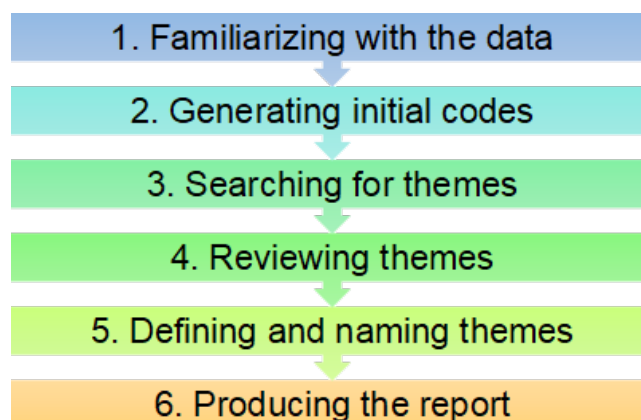 1. Familiarizing with the data
2. Generating initial codes
3. Searching for themes
4. Reviewing themes
5. Defining and naming themes
6. Producing the report